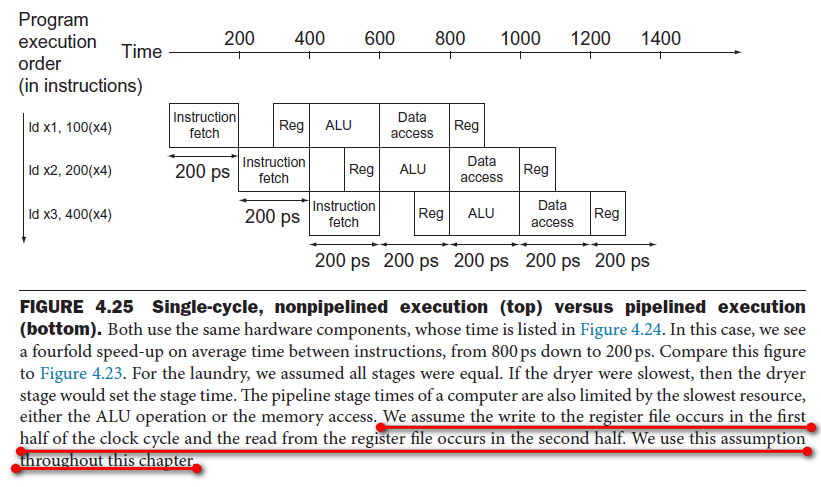 Program
execution
order
(in instructions)
Time
200 400 600 800 1000 1200 1400
ld x1, 100(x4)
Instruction
fetch
Reg
ALU
Data
access
Reg
200 ps
ld x2, 200(x4)
Instruction
fetch
Reg
ALU
Data
access
Reg
200 ps
ld x3, 400(x4)
Instruction
fetch
Reg
ALU
Data
access
Reg
200 ps 200 ps 200 ps 200 ps 200 ps
FIGURE 4.25 Single-cycle, nonpipelined execution (top) versus pipelined execution
(bottom). Both use the same hardware components, whose time is listed in Figure 4.24. In this case, we see
a fourfold speed-up on average time between instructions, from 800 ps down to 200 ps. Compare this figure
to Figure 4.23. For the laundry, we assumed all stages were equal. If the dryer were slowest, then the dryer
stage would set the stage time. The pipeline stage times of a computer are also limited by the slowest resource,
either the ALU operation or the memory access. We assume the write to the register file occurs in the first
half of the clock cycle and the read from the register file occurs in the second half. We use this assumption
throughout this chapter.